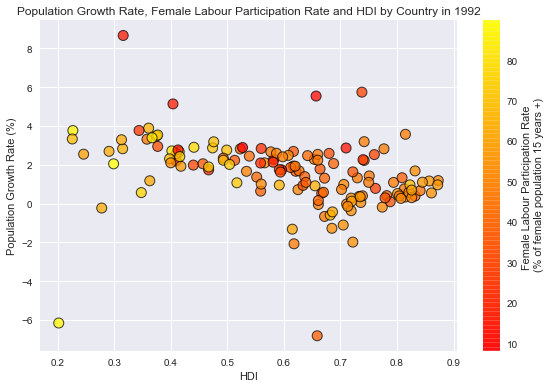 Population Growth Rate, Female Labour Participation Rate and HDI by Country in 1992
8
6
4
2
0
−2
−4
−6
Population Growth Rate (%)
0.2 0.3 0.4 0.5 0.6 0.7 0.8 0.9
HDI
80
70
60
50
40
30
20
10
Female Labour Participation Rate
(% of female population 15 years +)